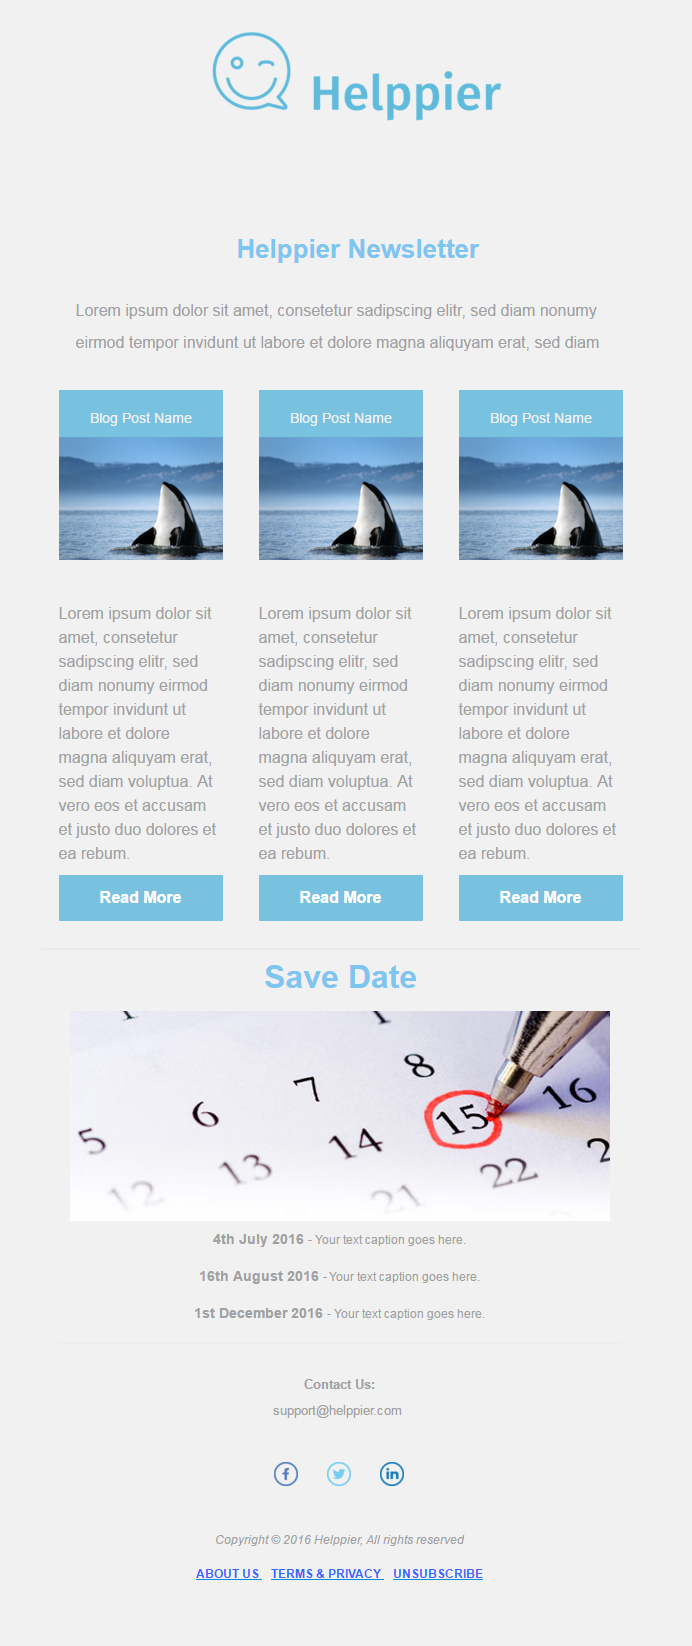 Helppier
Helppier Newsletter
Lorem ipsum dolor sit amet, consetetur sadipscing elitr, sed diam nonumy
eirmod tempor invidunt ut labore et dolore magna aliquyam erat, sed diam
Blog Post Name
Lorem ipsum dolor sit
amet, consetetur
sadipscing elitr, sed
diam nonumy eirmod
tempor invidunt ut
labore et dolore
magna aliquyam erat,
sed diam voluptua. At
vero eos et accusam
et justo duo dolores et
ea rebum.
Read More
Blog Post Name
Lorem ipsum dolor sit
amet, consetetur
sadipscing elitr, sed
diam nonumy eirmod
tempor invidunt ut
labore et dolore
magna aliquyam erat,
sed diam voluptua. At
vero eos et accusam
et justo duo dolores et
ea rebum.
Read More
Blog Post Name
Lorem ipsum dolor sit
amet, consetetur
sadipscing elitr, sed
diam nonumy eirmod
tempor invidunt ut
labore et dolore
magna aliquyam erat,
sed diam voluptua. At
vero eos et accusam
et justo duo dolores et
ea rebum.
Read More
Save Date
5 6 7 8
12 13 14 15 16
21 22
4th July 2016 - Your text caption goes here.
16th August 2016 - Your text caption goes here.
1st December 2016 - Your text caption goes here.
Contact Us:
support@helppier.com
f in
Copyright © 2016 Helppier, All rights reserved
ABOUT US TERMS & PRIVACY UNSUBSCRIBE